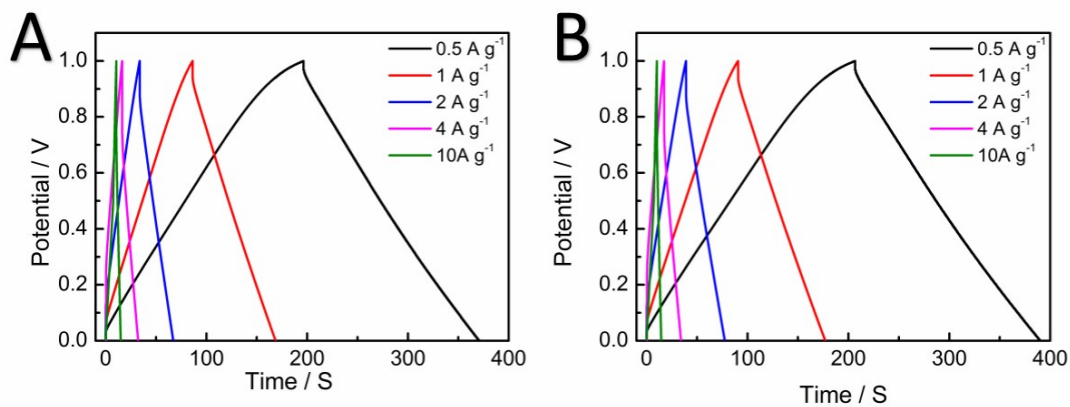 A
0.5 A g⁻¹
1 A g⁻¹
2 A g⁻¹
4 A g⁻¹
10A g⁻¹
1.0
0.8
0.6
0.4
0.2
0.0
Potential / V
0
100
200
300
400
Time / S
B
0.5 A g⁻¹
1 A g⁻¹
2 A g⁻¹
4 A g⁻¹
10A g⁻¹
1.0
0.8
0.6
0.4
0.2
0.0
Potential / V
0
100
200
300
400
Time / S